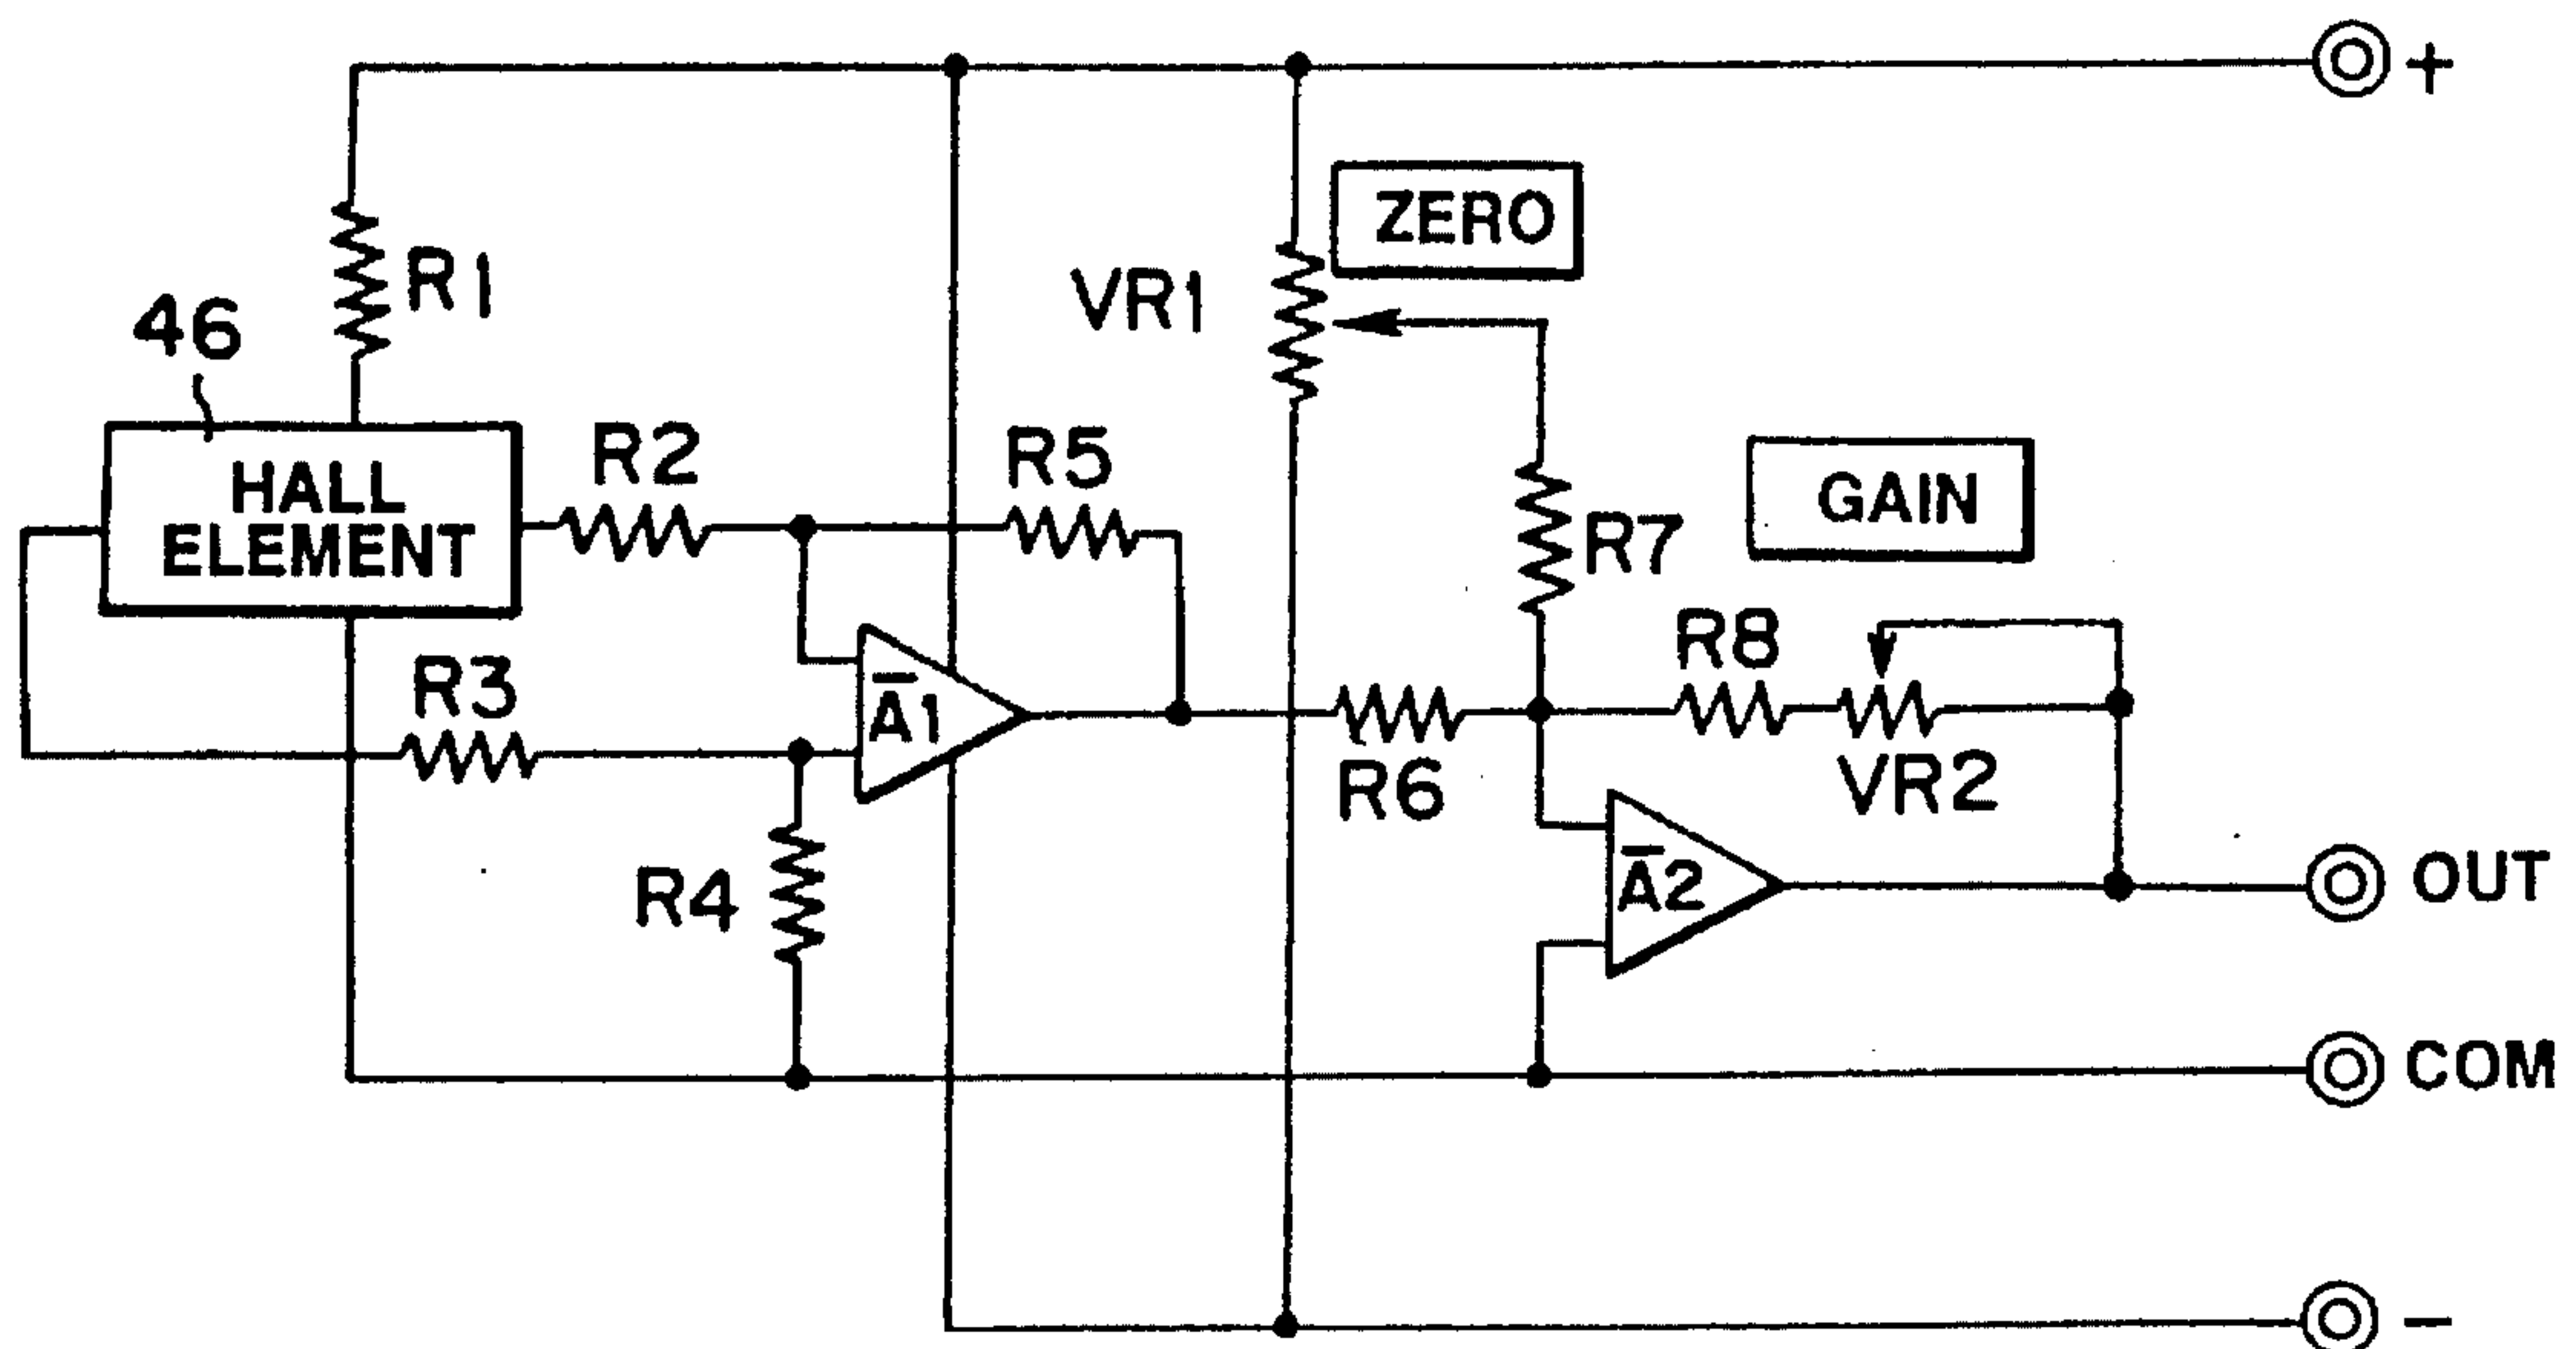 +
ZERO
VR1
R1
46
HALL
ELEMENT
R2
R5
GAIN
R7
R3
A1
R8
R6
VR2
R4
A2
OUT
COM
−